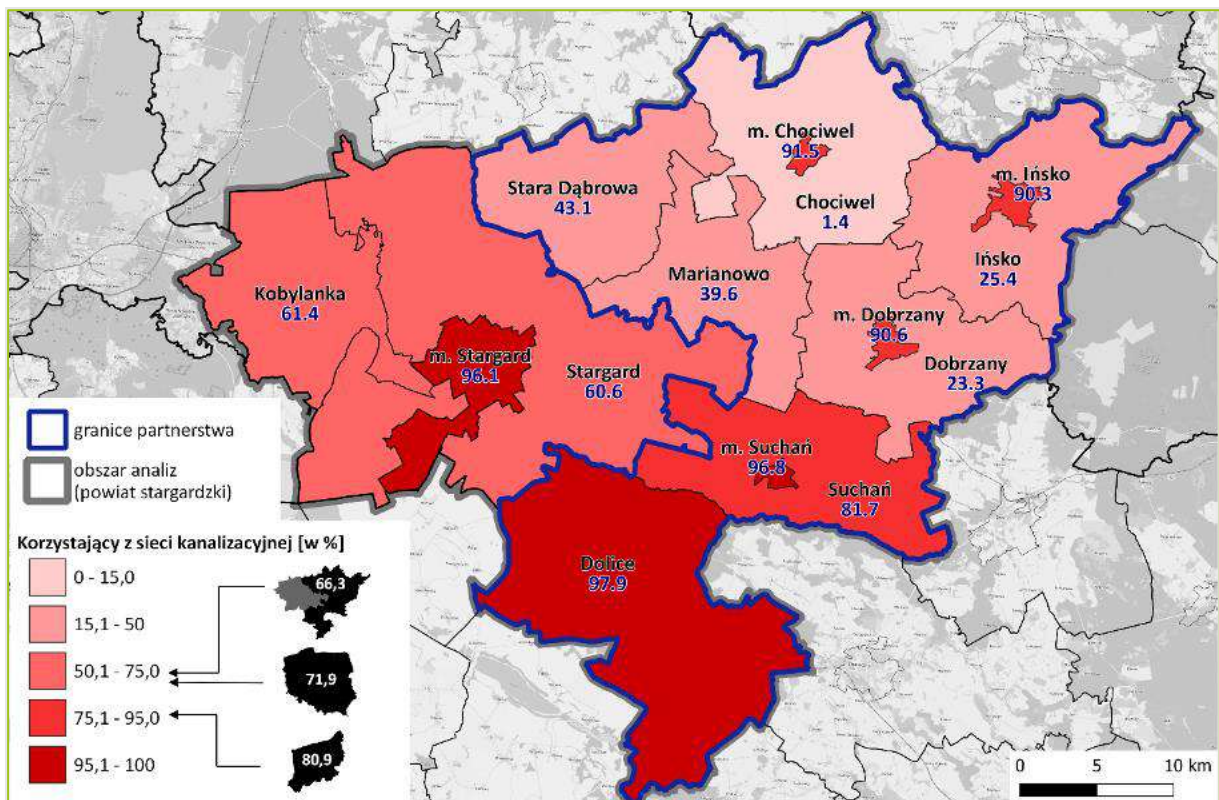 m. Chociwel
91.5
m. Ińsko
90.3
Stara Dąbrowa
43.1
Chociwel
1.4
Ińsko
25.4
Marianowo
39.6
Kobylanka
61.4
m. Dobrzany
90.6
m. Stargard
96.1
Stargard
60.6
Dobrzany
23.3
m. Suchań
96.8
Suchań
81.7
Dolice
97.9
granice partnerstwa
obszar analiz
(powiat stargardzki)
Korzystający z sieci kanalizacyjnej [w %]
0 - 15,0
15,1 - 50
50,1 - 75,0
75,1 - 95,0
95,1 - 100
66,3
71,9
80,9
0 5 10 km